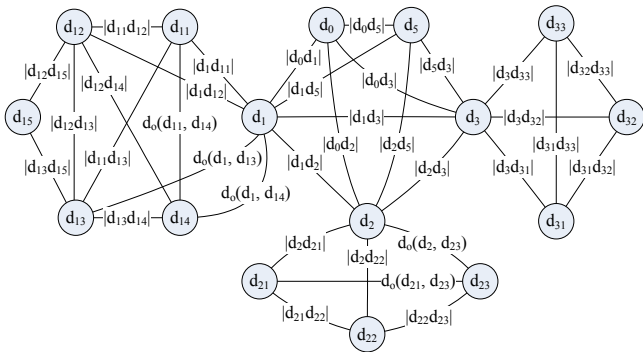 d12 |d11d12| d11 d0 |d0d5| d5 d33
|d12d15| |d12d14| |d1d11| |d0d1| |d0d3| |d5d3| |d3d33| |d32d33|
|d1d12| |d1d5|
d15 |d12d13| do(d11, d14) d1 |d1d3| d3 |d3d32| d32
|d0d2| |d2d5| |d31d33|
|d13d15| |d11d13| do(d1, d13) |d1d2| |d2d3| |d3d31| |d31d32|
do(d1, d14)
d13 |d13d14| d14 d2 d31
|d2d21| |d2d22| do(d2, d23)
d21 do(d21, d23) d23
|d21d22| |d22d23|
d22